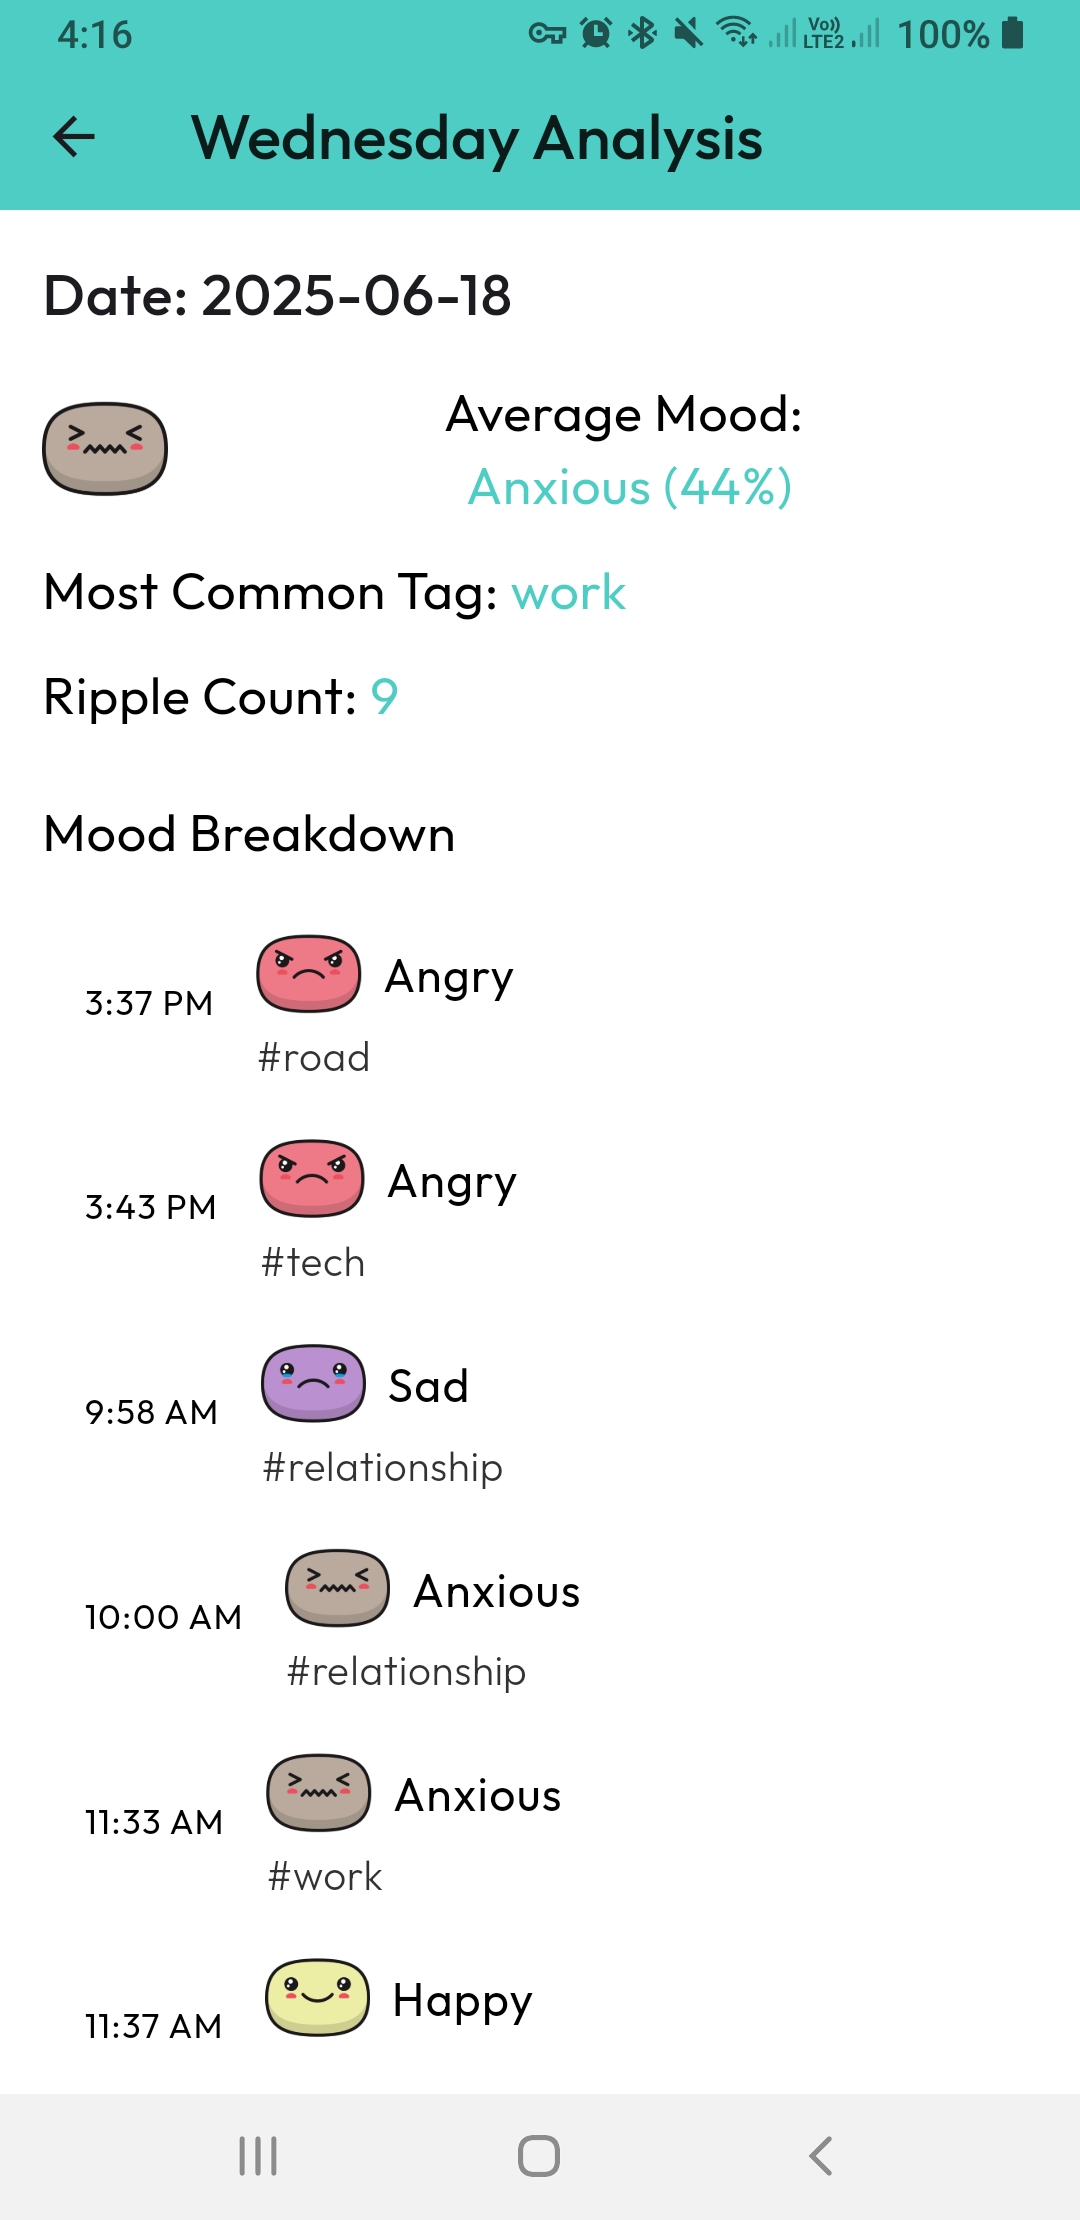 4:16
Vo))
LTE2
100%
Wednesday Analysis
Date: 2025-06-18
Average Mood:
Anxious (44%)
Most Common Tag: work
Ripple Count: 9
Mood Breakdown
3:37 PM
Angry
#road
3:43 PM
Angry
#tech
9:58 AM
Sad
#relationship
10:00 AM
Anxious
#relationship
11:33 AM
Anxious
#work
11:37 AM
Happy